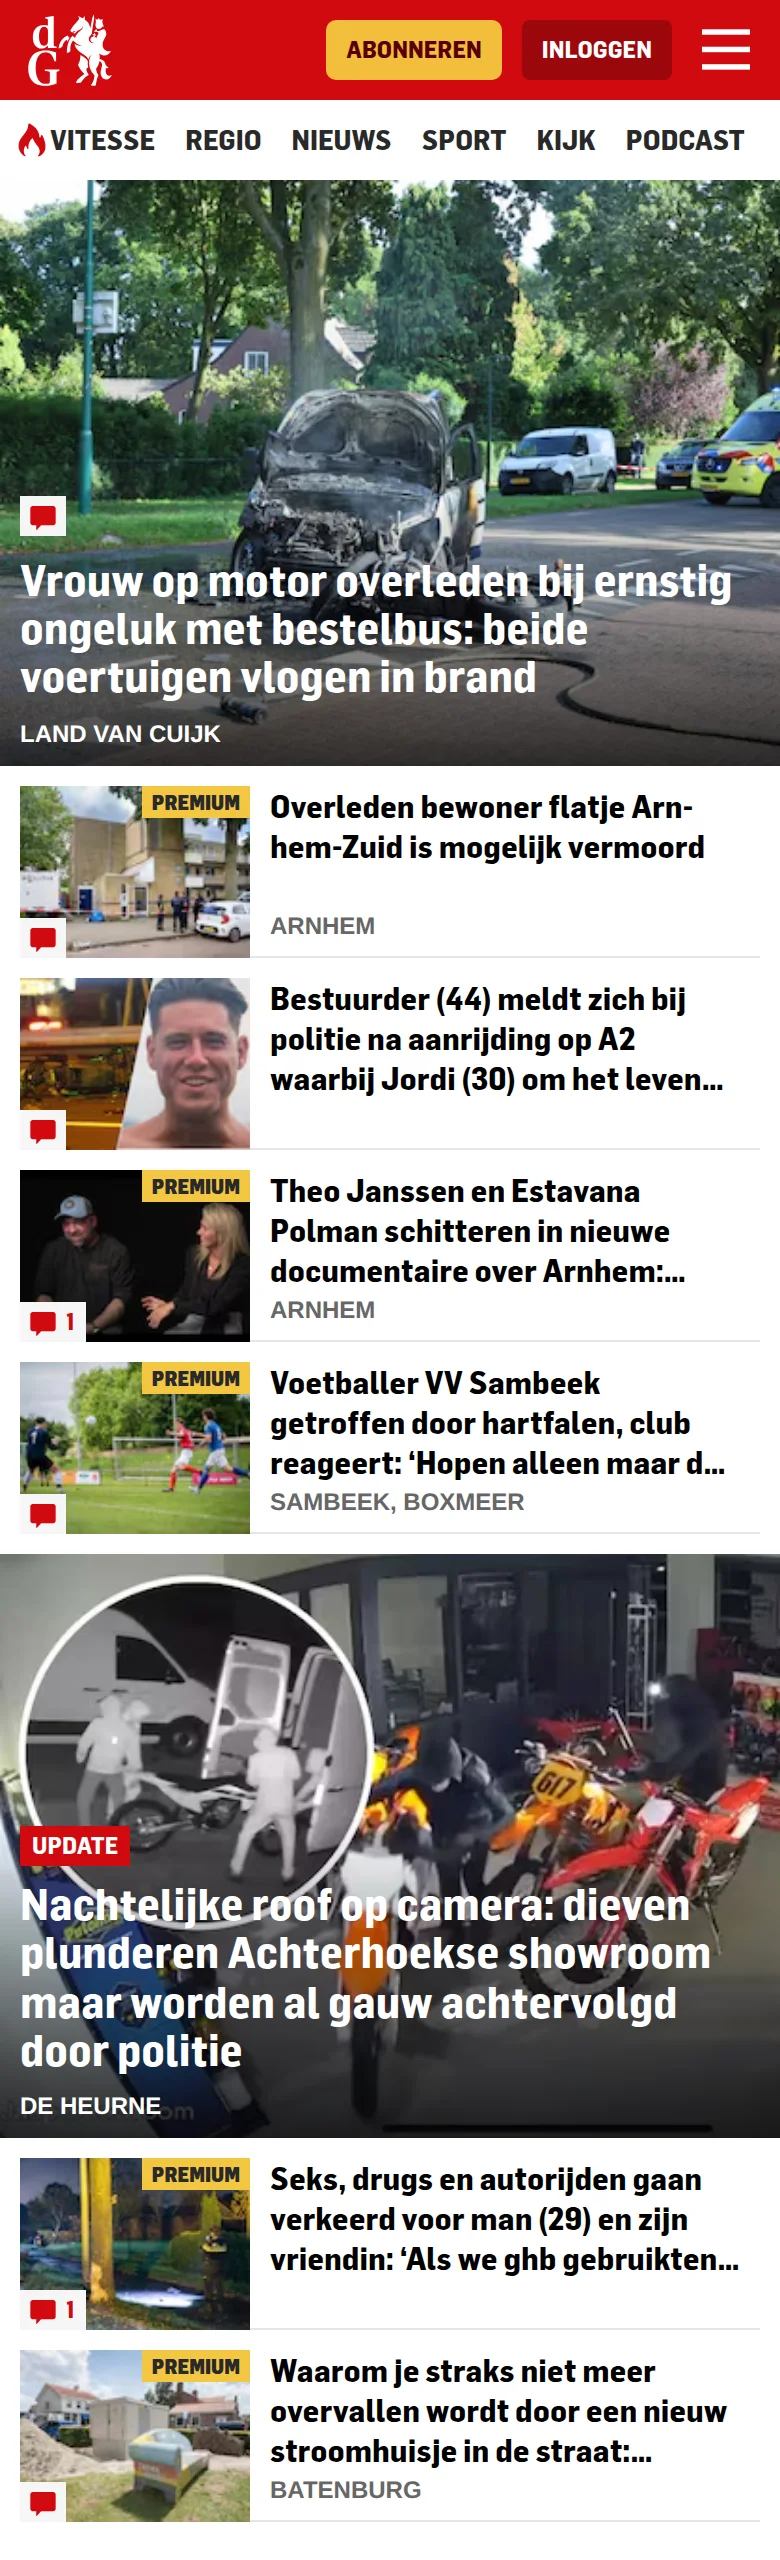 dG
ABONNEREN
INLOGGEN
VITESSE REGIO NIEUWS SPORT KIJK PODCAST
Vrouw op motor overleden bij ernstig
ongeluk met bestelbus: beide
voertuigen vlogen in brand
LAND VAN CUIJK
PREMIUM
Overleden bewoner flatje Arn-
hem-Zuid is mogelijk vermoord
ARNHEM
Bestuurder (44) meldt zich bij
politie na aanrijding op A2
waarbij Jordi (30) om het leven...
PREMIUM
Theo Janssen en Estavana
Polman schitteren in nieuwe
documentaire over Arnhem:...
ARNHEM
1
PREMIUM
Voetballer VV Sambeek
getroffen door hartfalen, club
reageert: ‘Hopen alleen maar d...
SAMBEEK, BOXMEER
617
UPDATE
Nachtelijke roof op camera: dieven
plunderen Achterhoekse showroom
maar worden al gauw achtervolgd
door politie
DE HEURNE
PREMIUM
Seks, drugs en autorijden gaan
verkeerd voor man (29) en zijn
vriendin: ‘Als we ghb gebruikten...
1
PREMIUM
Waarom je straks niet meer
overvallen wordt door een nieuw
stroomhuisje in de straat:...
BATENBURG